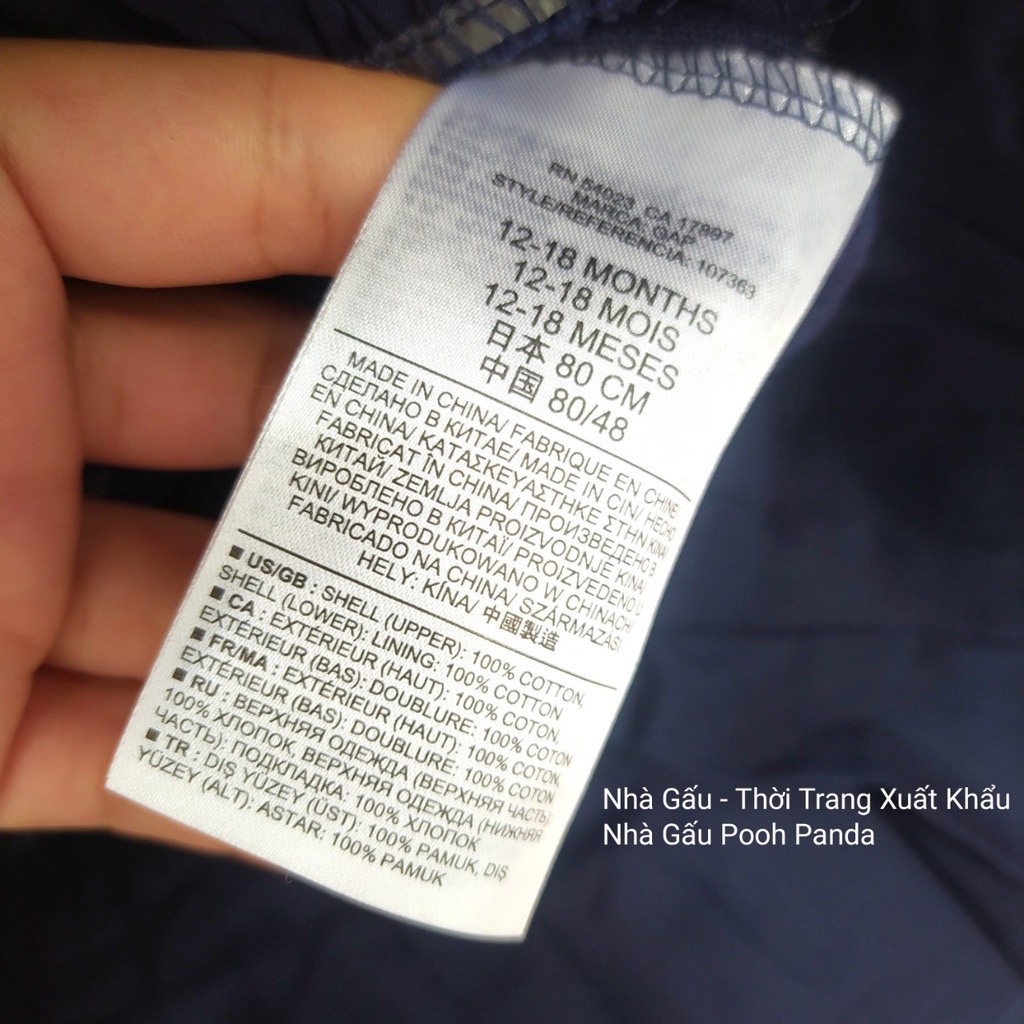 RN 54023 CA 17897
MARCA: GAP
STYLE/REFERENCIA: 107363
12-18 MONTHS
12-18 MOIS
12-18 MESES
日本 80 CM
中国 80/48
MADE IN CHINA/ FABRIQUE EN CHINE/
СДЕЛАНО В КИТАЕ/ MADE IN CIN/ HECHO
EN CHINA/ ΚΑΤΑΣΚΕΥΑΣΤΗΚΕ ΣΤΗΝ ΚΙΝΑ/
FABRICAT ÎN CHINA/ ПРОИЗВЕДЕНО В
КИТАЙ/ ZEMLJA PROIZVODNJE KINA/
ВИРОБЛЕНО В КИТАЇ/ PROIZVEDENO U
KINI/ WYPRODUKOWANO W CHINACH/
FABRICADO NA CHINA/ SZÁRMAZÁSI
HELY: KÍNA/ 中國製造
■ US/GB : SHELL (UPPER): 100% COTTON,
SHELL (LOWER): LINING: 100% COTTON
■ CA : EXTÉRIEUR (HAUT): 100% COTON,
EXTÉRIEUR (BAS): DOUBLURE: 100% COTON
■ FR/MA : EXTÉRIEUR (HAUT): 100% COTON,
EXTÉRIEUR (BAS): DOUBLURE: 100% COTON
■ RU : ВЕРХНЯЯ ОДЕЖДА (ВЕРХНЯЯ ЧАСТЬ):
100% ХЛОПОК, ВЕРХНЯЯ ОДЕЖДА (НИЖНЯЯ
ЧАСТЬ): ПОДКЛАДКА: 100% ХЛОПОК
■ TR : DIŞ YÜZEY (ÜST): 100% PAMUK, DIŞ
YÜZEY (ALT): ASTAR: 100% PAMUK
Nhà Gấu - Thời Trang Xuất Khẩu
Nhà Gấu Pooh Panda